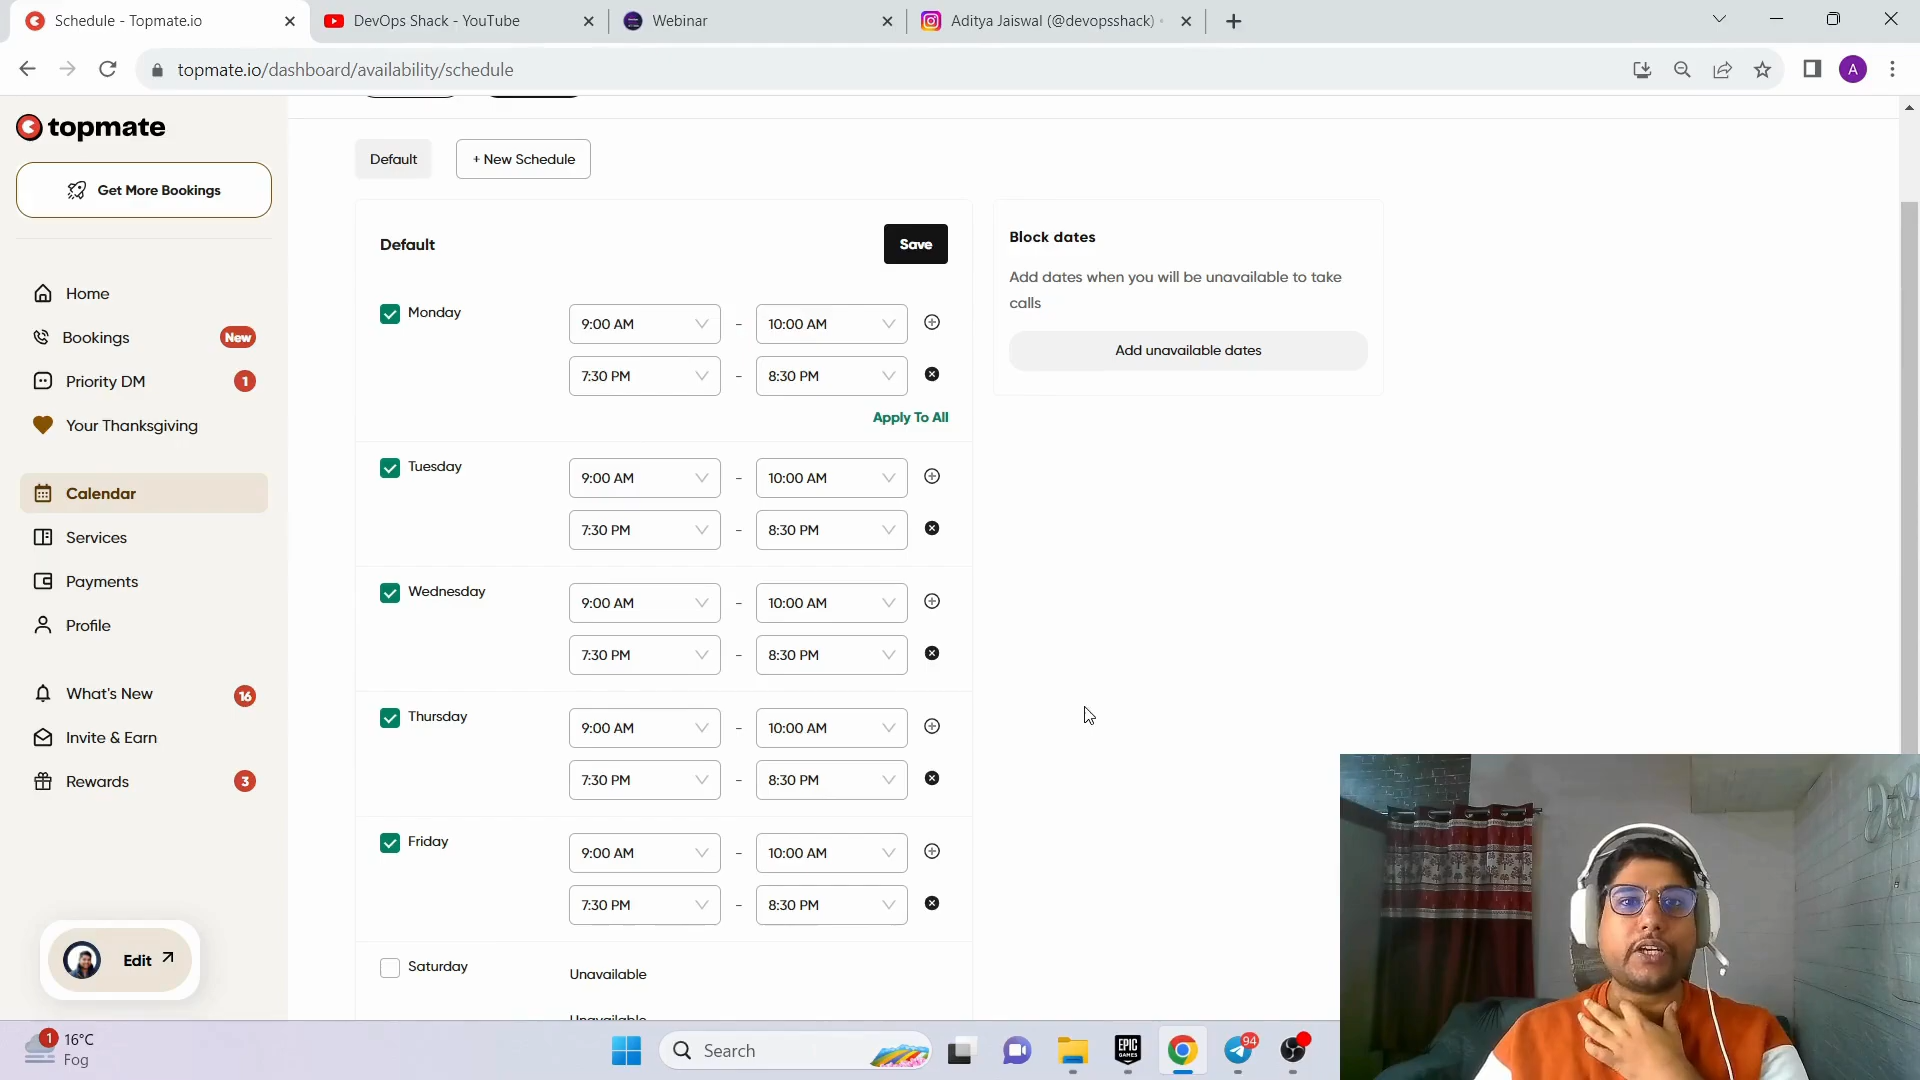 Schedule - Topmate.io
DevOps Shack - YouTube
Webinar
Aditya Jaiswal (@devopsshack)
topmate.io/dashboard/availability/schedule
A
topmate
Get More Bookings
Home
Bookings
New
Priority DM
1
Your Thanksgiving
Calendar
Services
Payments
Profile
What's New
16
Invite & Earn
Rewards
3
Edit
Default
+ New Schedule
Default
Save
Monday
9:00 AM - 10:00 AM
7:30 PM - 8:30 PM
Apply To All
Tuesday
9:00 AM - 10:00 AM
7:30 PM - 8:30 PM
Wednesday
9:00 AM - 10:00 AM
7:30 PM - 8:30 PM
Thursday
9:00 AM - 10:00 AM
7:30 PM - 8:30 PM
Friday
9:00 AM - 10:00 AM
7:30 PM - 8:30 PM
Saturday
Unavailable
Unavailable
Block dates
Add dates when you will be unavailable to take
calls
Add unavailable dates
1
16°C
Fog
Search
EPIC
GAMES
94